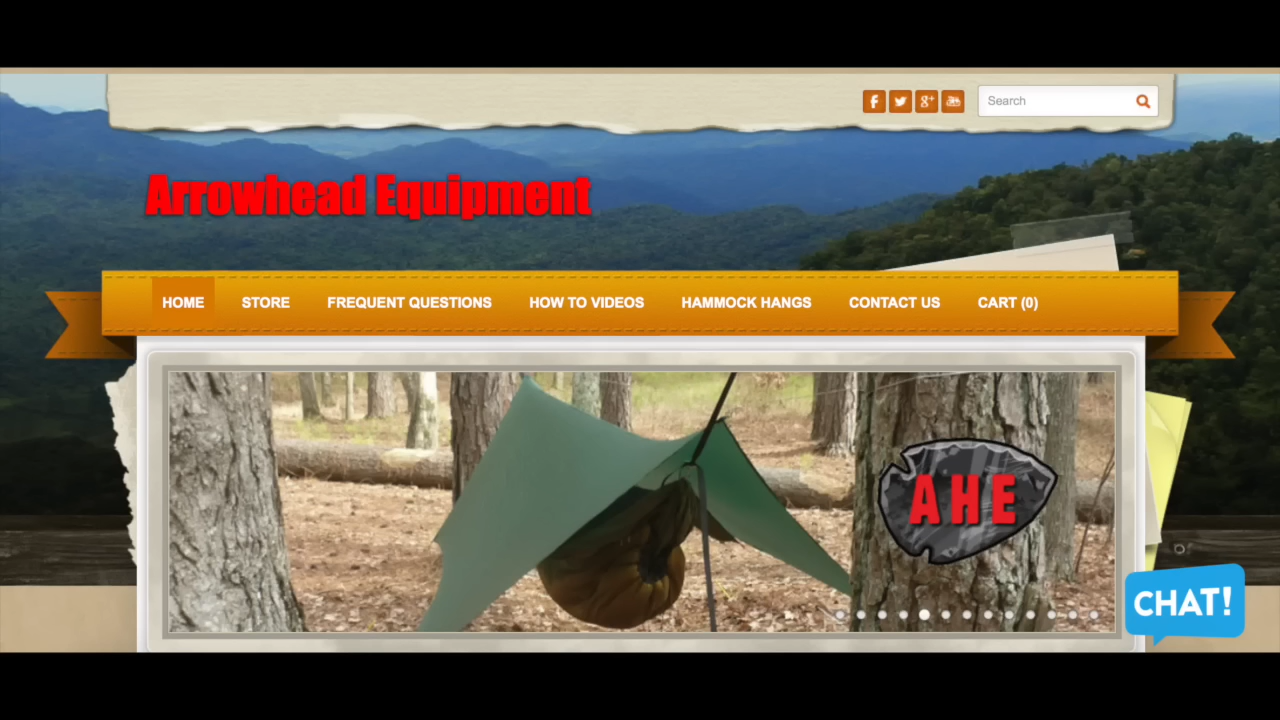 Search
Arrowhead Equipment
HOME STORE FREQUENT QUESTIONS HOW TO VIDEOS HAMMOCK HANGS CONTACT US CART (0)
AHE
CHAT!